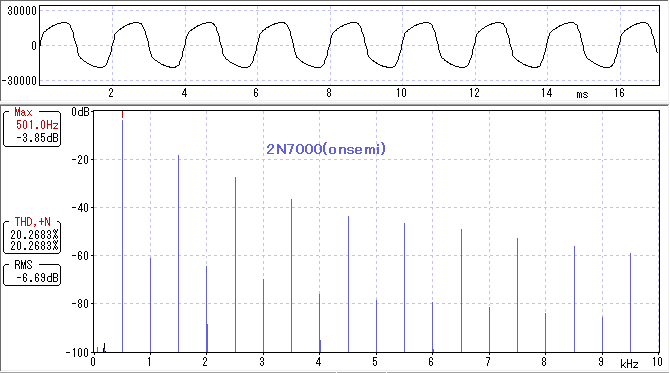 30000
0
-30000
2 4 6 8 10 12 14 ms 16
Max
501.0Hz
-3.85dB
THD,+N
20.2683%
20.2683%
RMS
-6.69dB
2N7000(onsemi)
0dB
-20
-40
-60
-80
-100
0 1 2 3 4 5 6 7 8 9 kHz 10